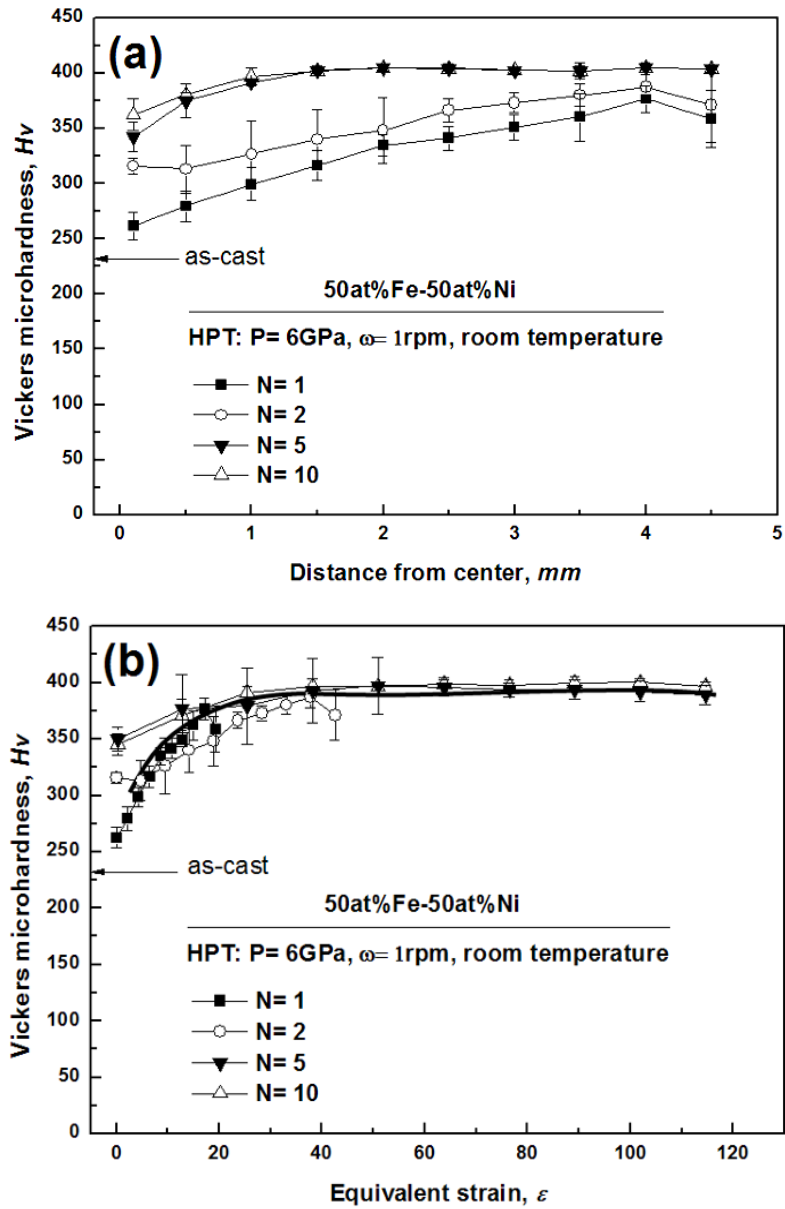 (a)
450
400
350
300
250
200
150
100
50
0
Vickers microhardness, Hv
as-cast
50at%Fe-50at%Ni
HPT: P= 6GPa, ω= 1rpm, room temperature
N= 1
N= 2
N= 5
N= 10
0 1 2 3 4 5
Distance from center, mm
(b)
450
400
350
300
250
200
150
100
50
0
Vickers microhardness, Hv
as-cast
50at%Fe-50at%Ni
HPT: P= 6GPa, ω= 1rpm, room temperature
N= 1
N= 2
N= 5
N= 10
0 20 40 60 80 100 120
Equivalent strain, ε